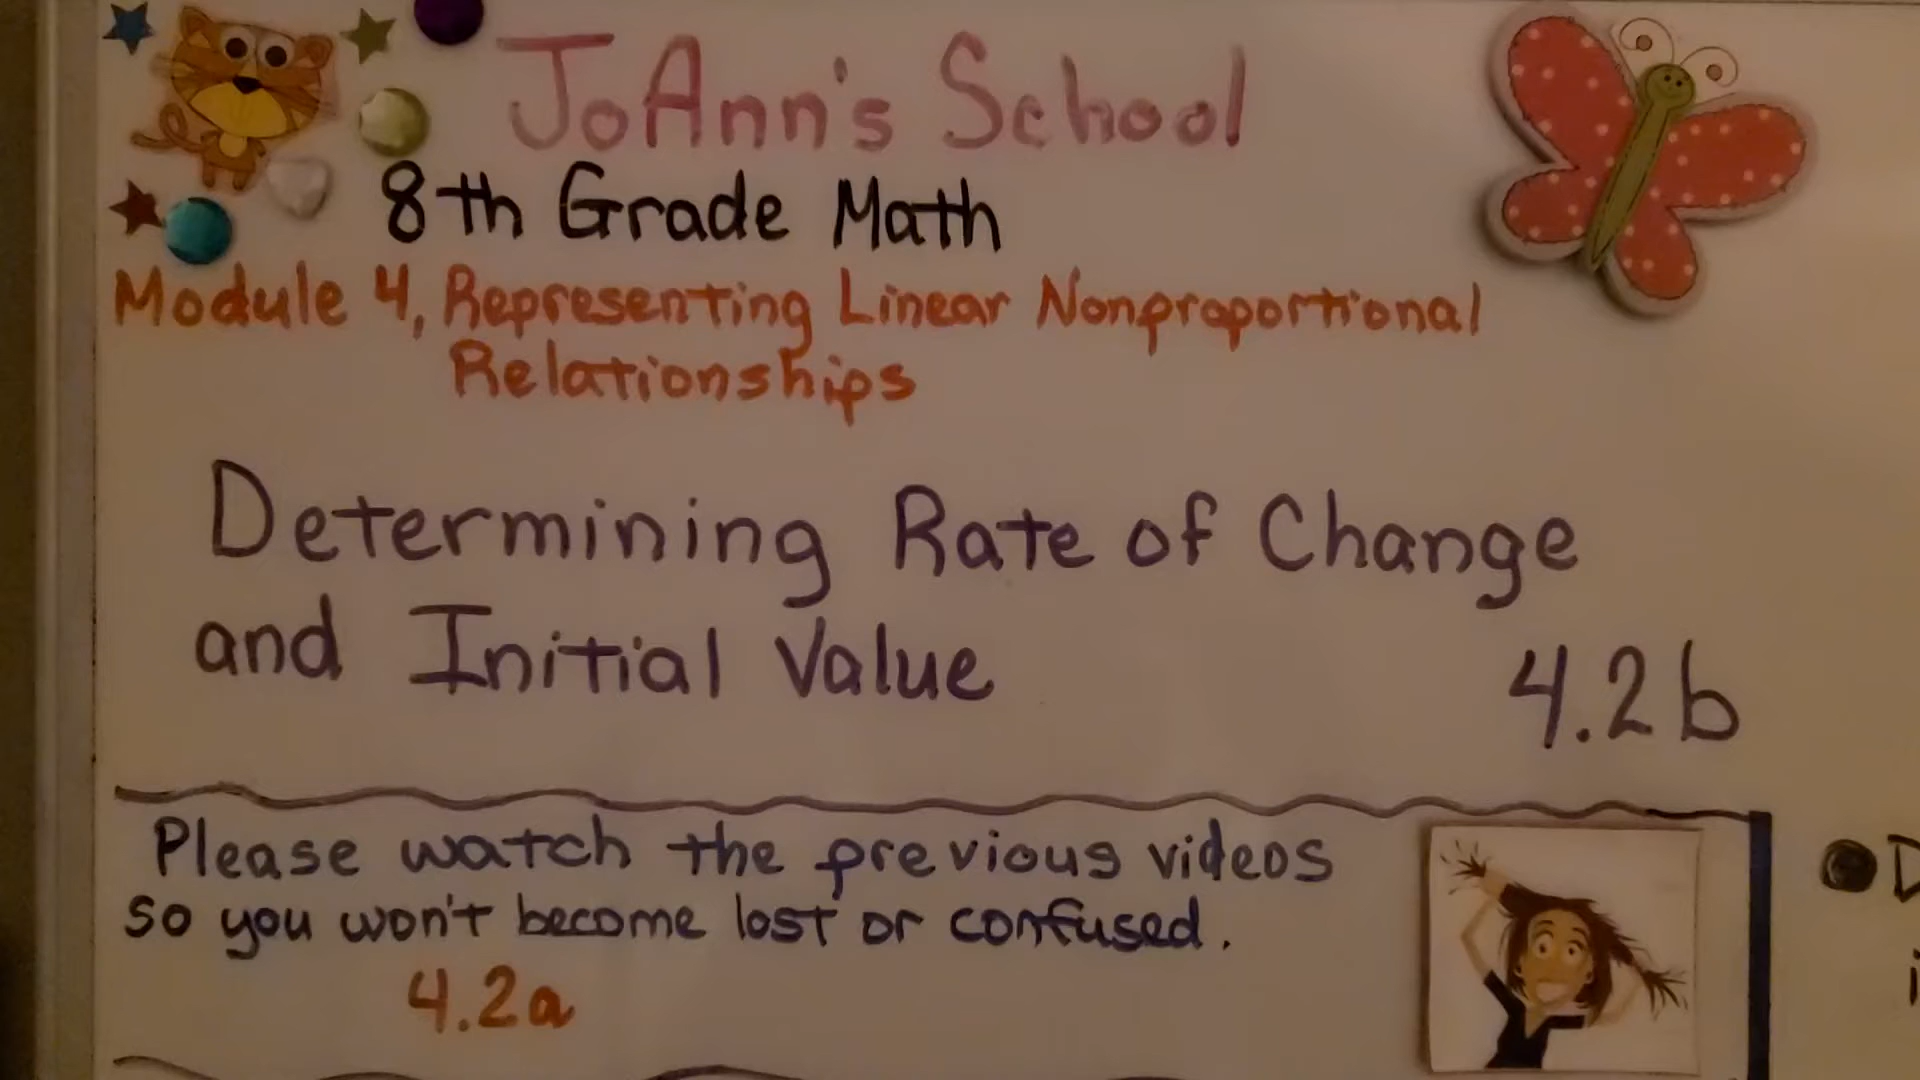 JoAnn's School
8th Grade Math
Module 4, Representing Linear Nonproportional
Relationships
Determining Rate of Change
and Initial Value
4.2b
Please watch the previous videos
so you won't become lost or confused.
4.2a